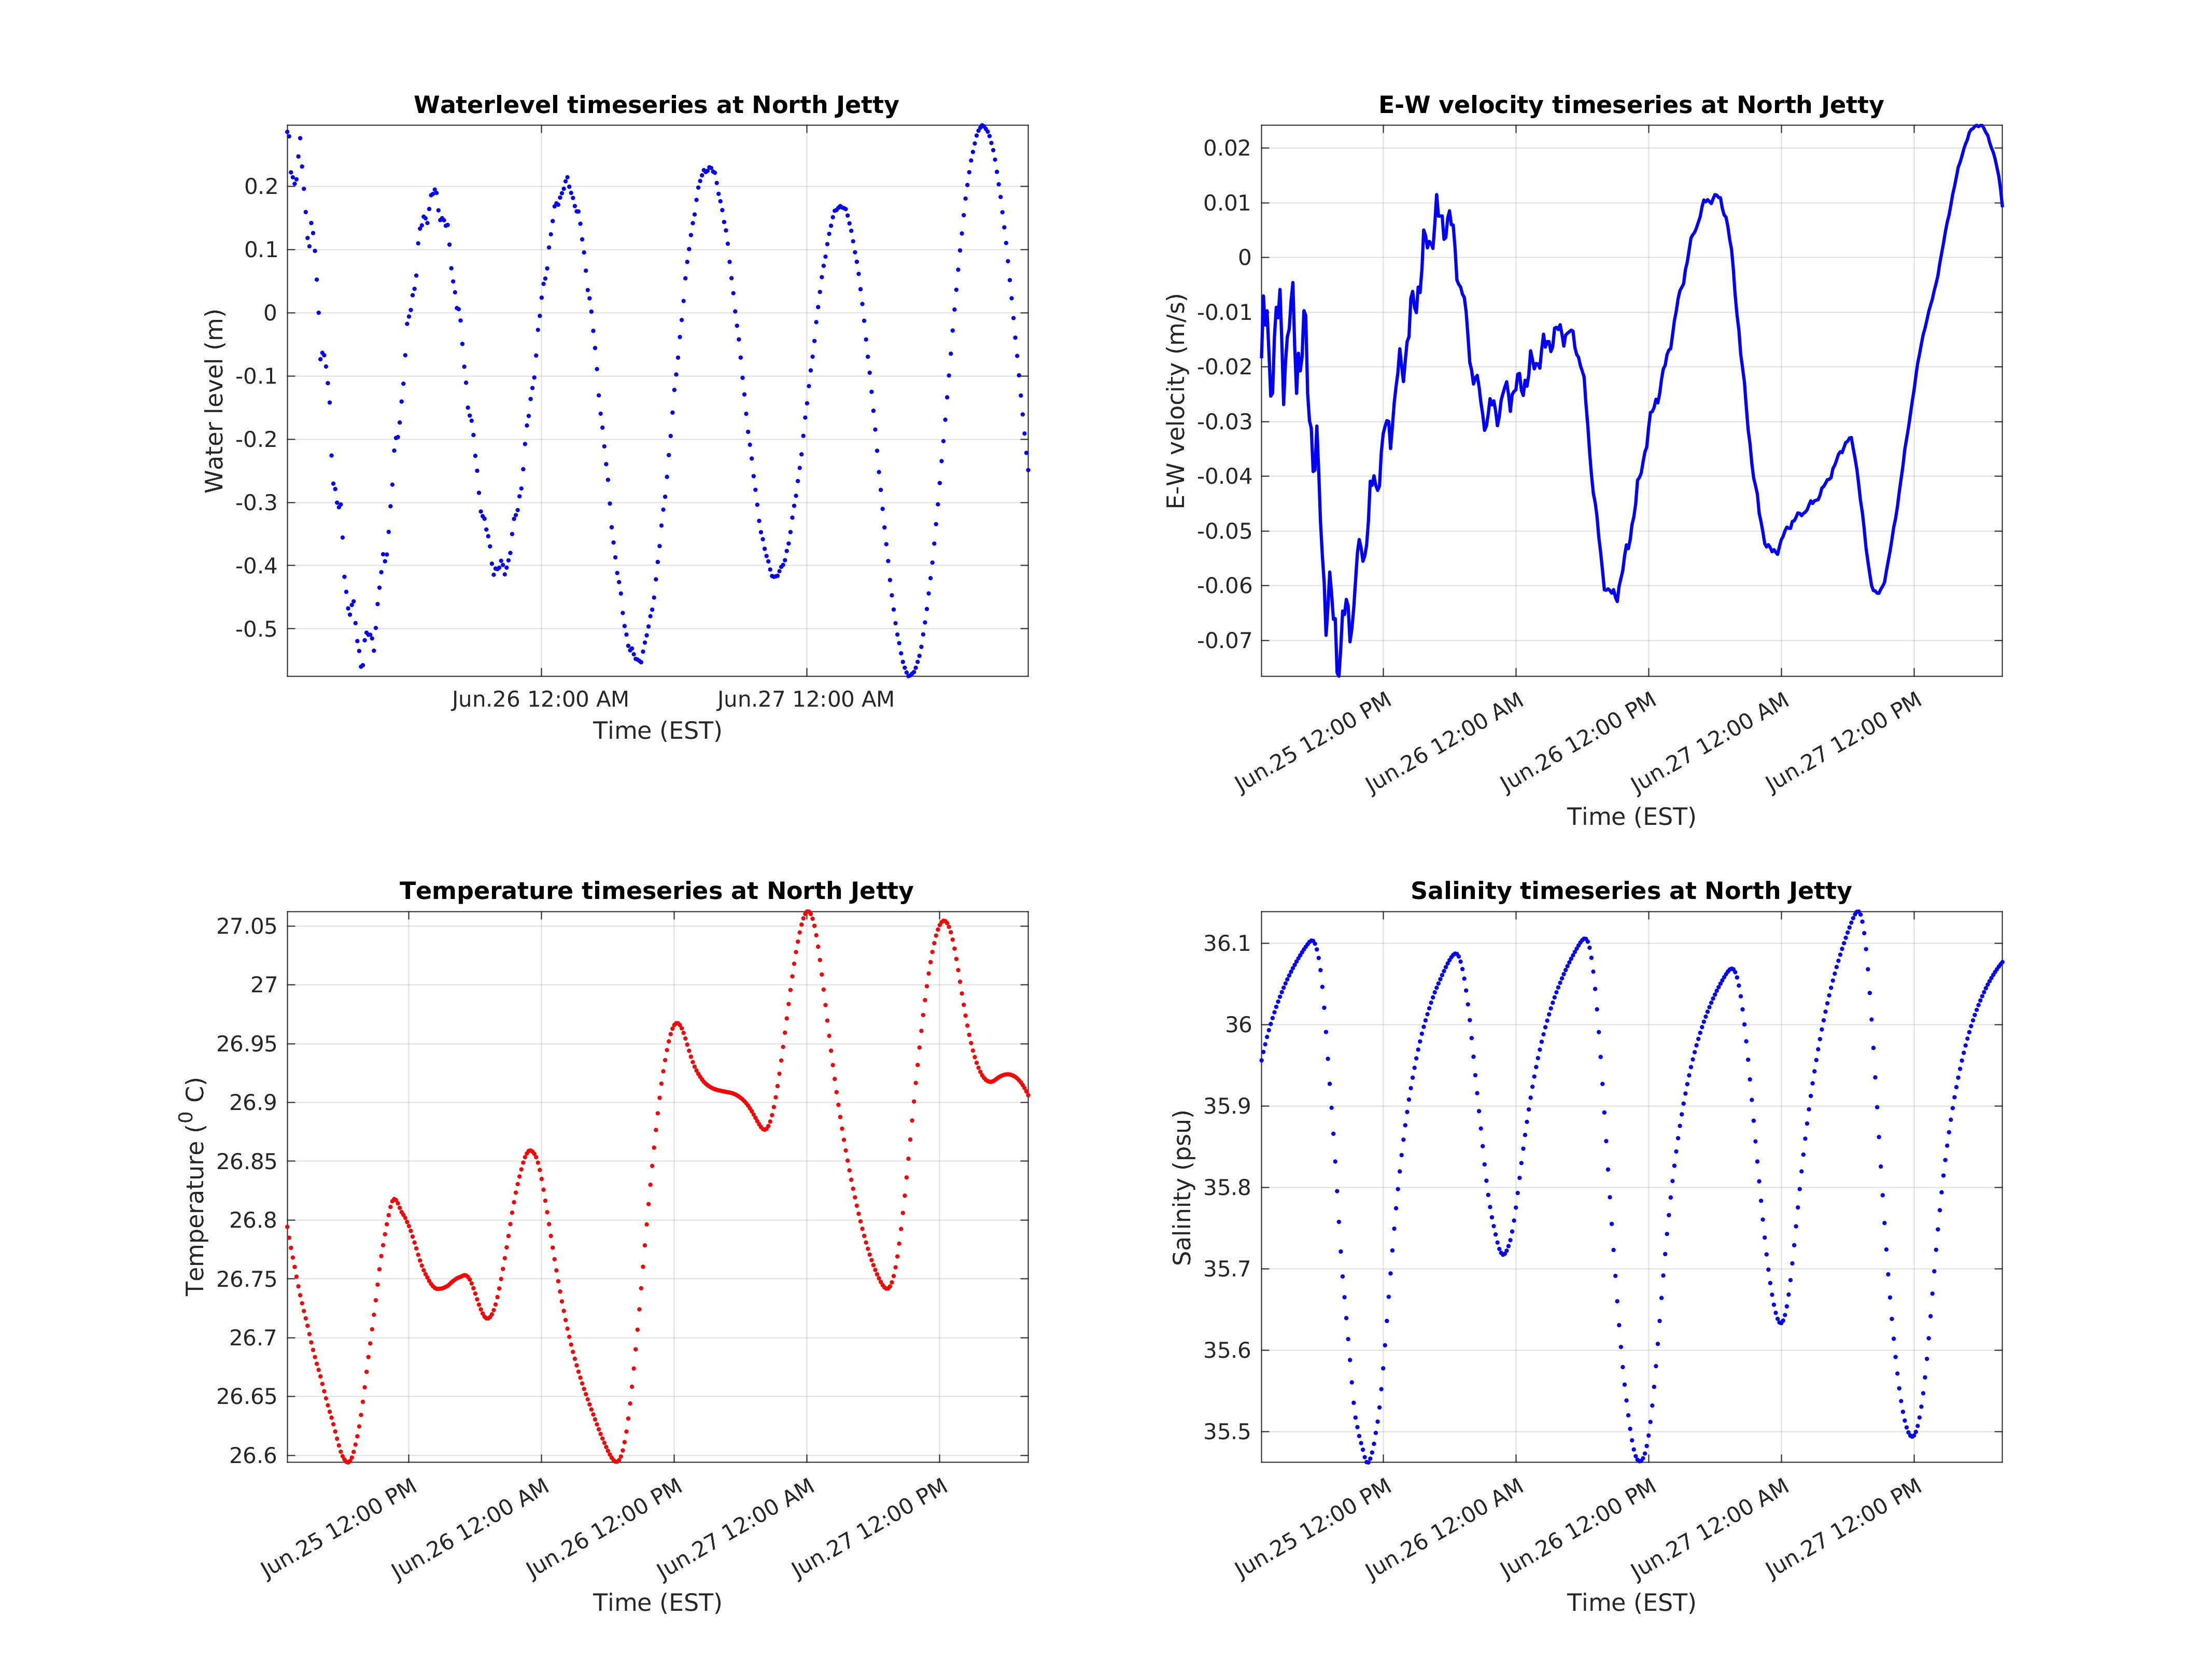 Waterlevel timeseries at North Jetty
0.2
0.1
0
-0.1
-0.2
-0.3
-0.4
-0.5
Water level (m)
Jun.26 12:00 AM
Jun.27 12:00 AM
Time (EST)
E-W velocity timeseries at North Jetty
0.02
0.01
0
-0.01
-0.02
-0.03
-0.04
-0.05
-0.06
-0.07
E-W velocity (m/s)
Jun.25 12:00 PM
Jun.26 12:00 AM
Jun.26 12:00 PM
Jun.27 12:00 AM
Jun.27 12:00 PM
Time (EST)
Temperature timeseries at North Jetty
27.05
27
26.95
26.9
26.85
26.8
26.75
26.7
26.65
26.6
Temperature (⁰ C)
Jun.25 12:00 PM
Jun.26 12:00 AM
Jun.26 12:00 PM
Jun.27 12:00 AM
Jun.27 12:00 PM
Time (EST)
Salinity timeseries at North Jetty
36.1
36
35.9
35.8
35.7
35.6
35.5
Salinity (psu)
Jun.25 12:00 PM
Jun.26 12:00 AM
Jun.26 12:00 PM
Jun.27 12:00 AM
Jun.27 12:00 PM
Time (EST)